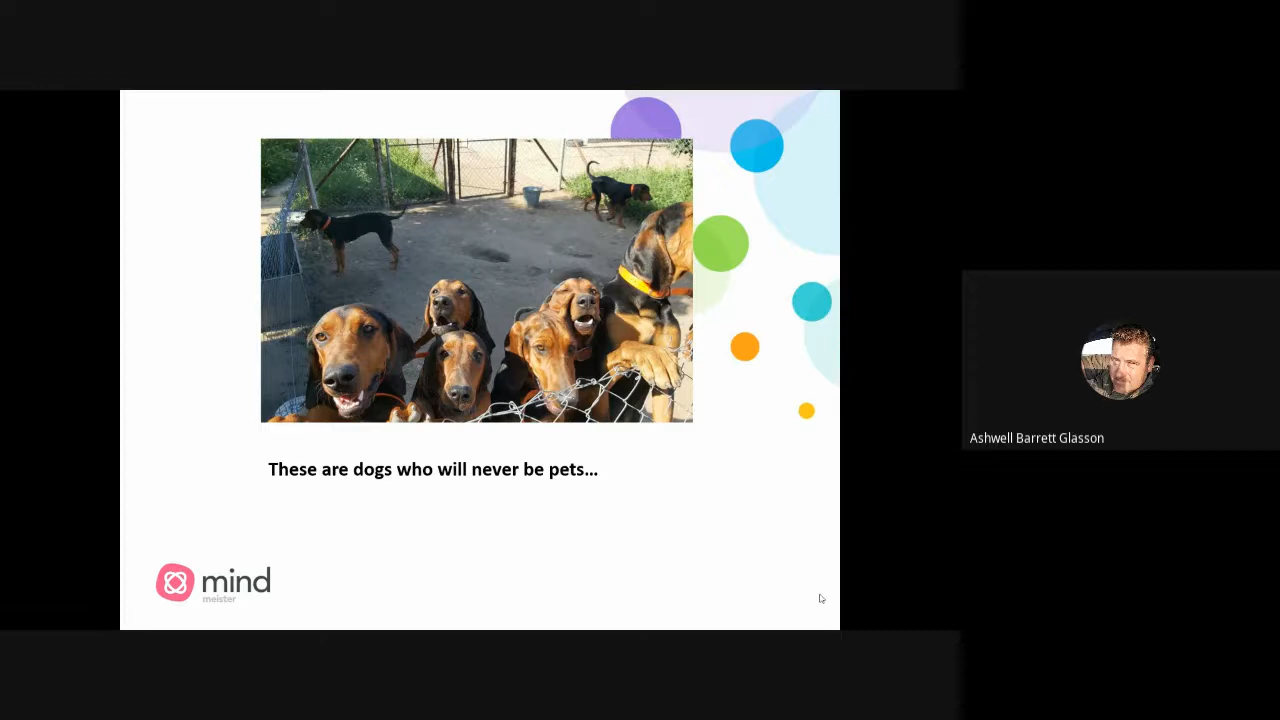 These are dogs who will never be pets...
mind
meister
Ashwell Barrett Glasson